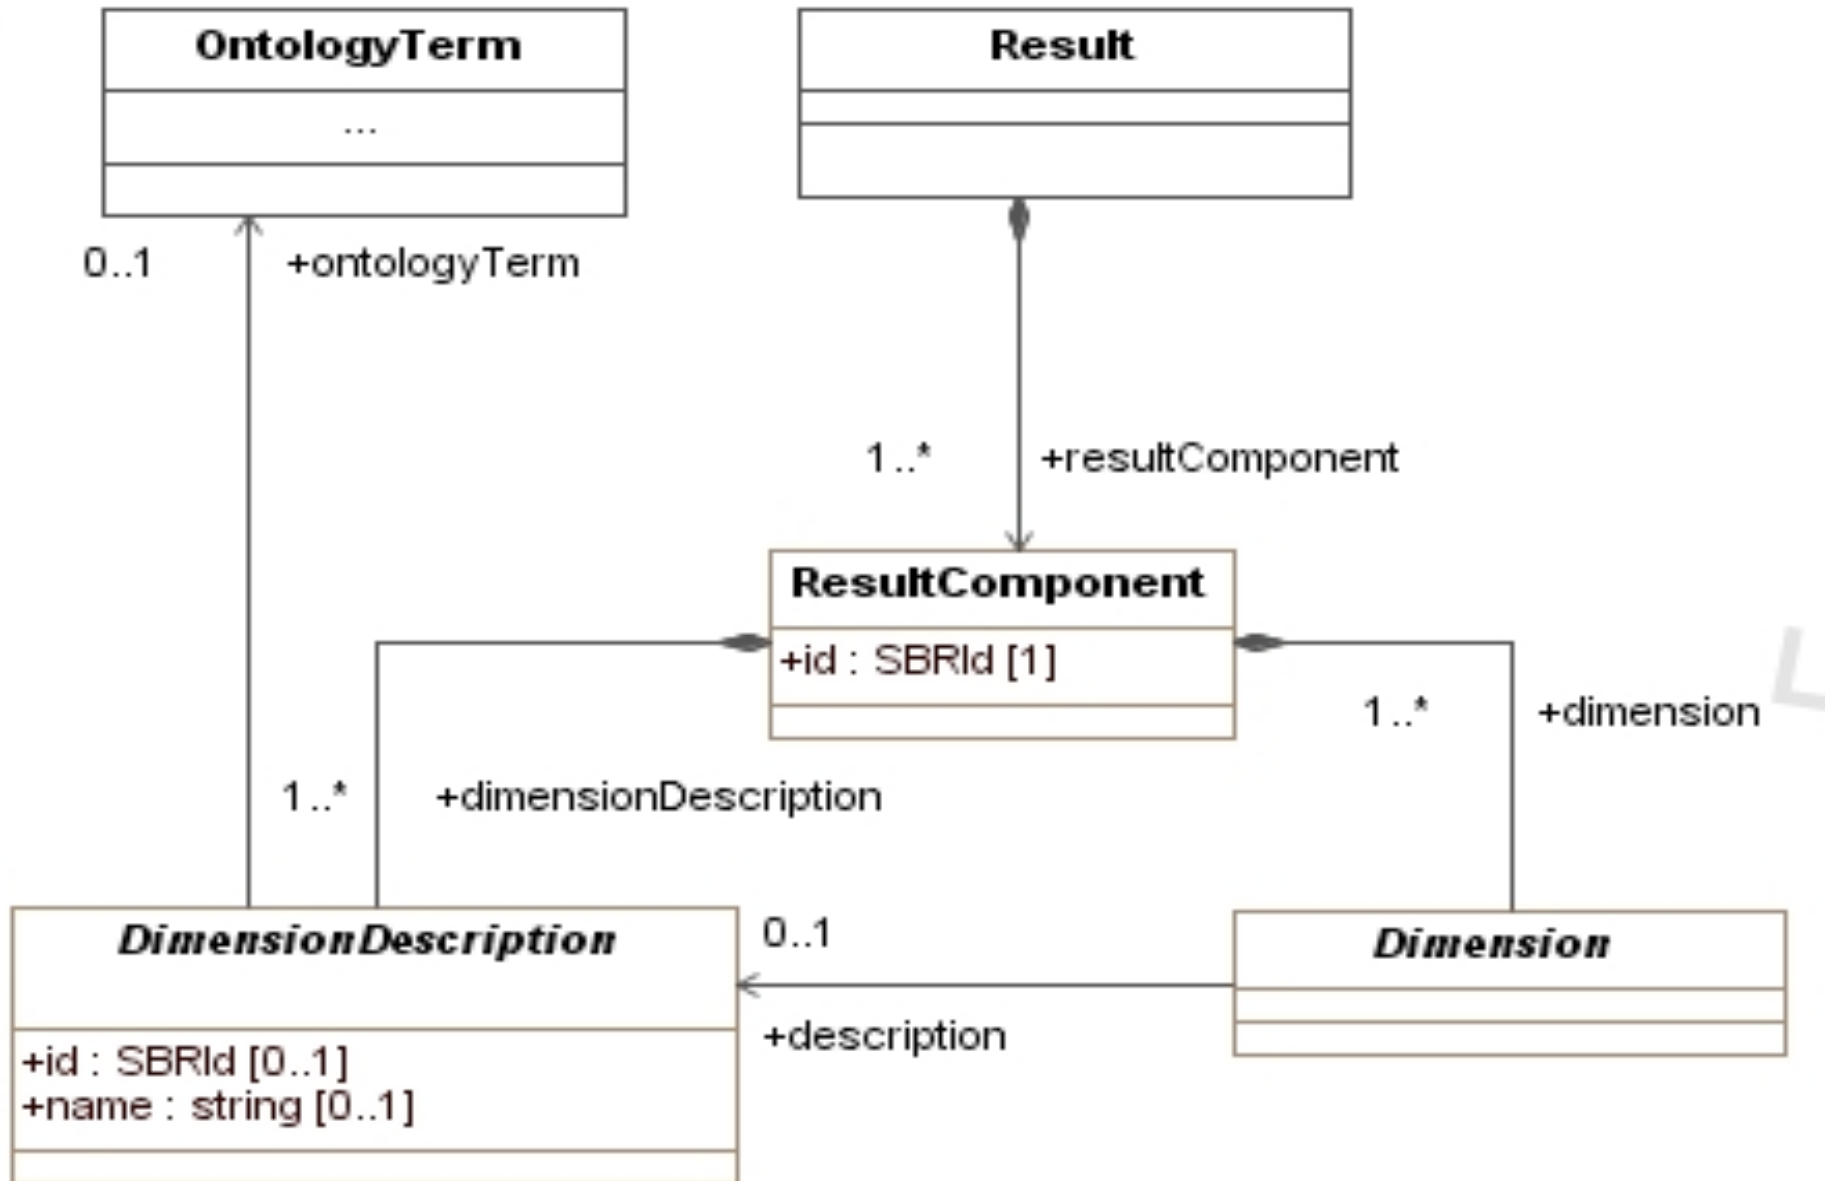 OntologyTerm
...
Result
0..1
+ontologyTerm
1..*
+resultComponent
ResultComponent
+id : SBRId [1]
1..*
+dimension
1..*
+dimensionDescription
DimensionDescription
+id : SBRId [0..1]
+name : string [0..1]
0..1
+description
Dimension